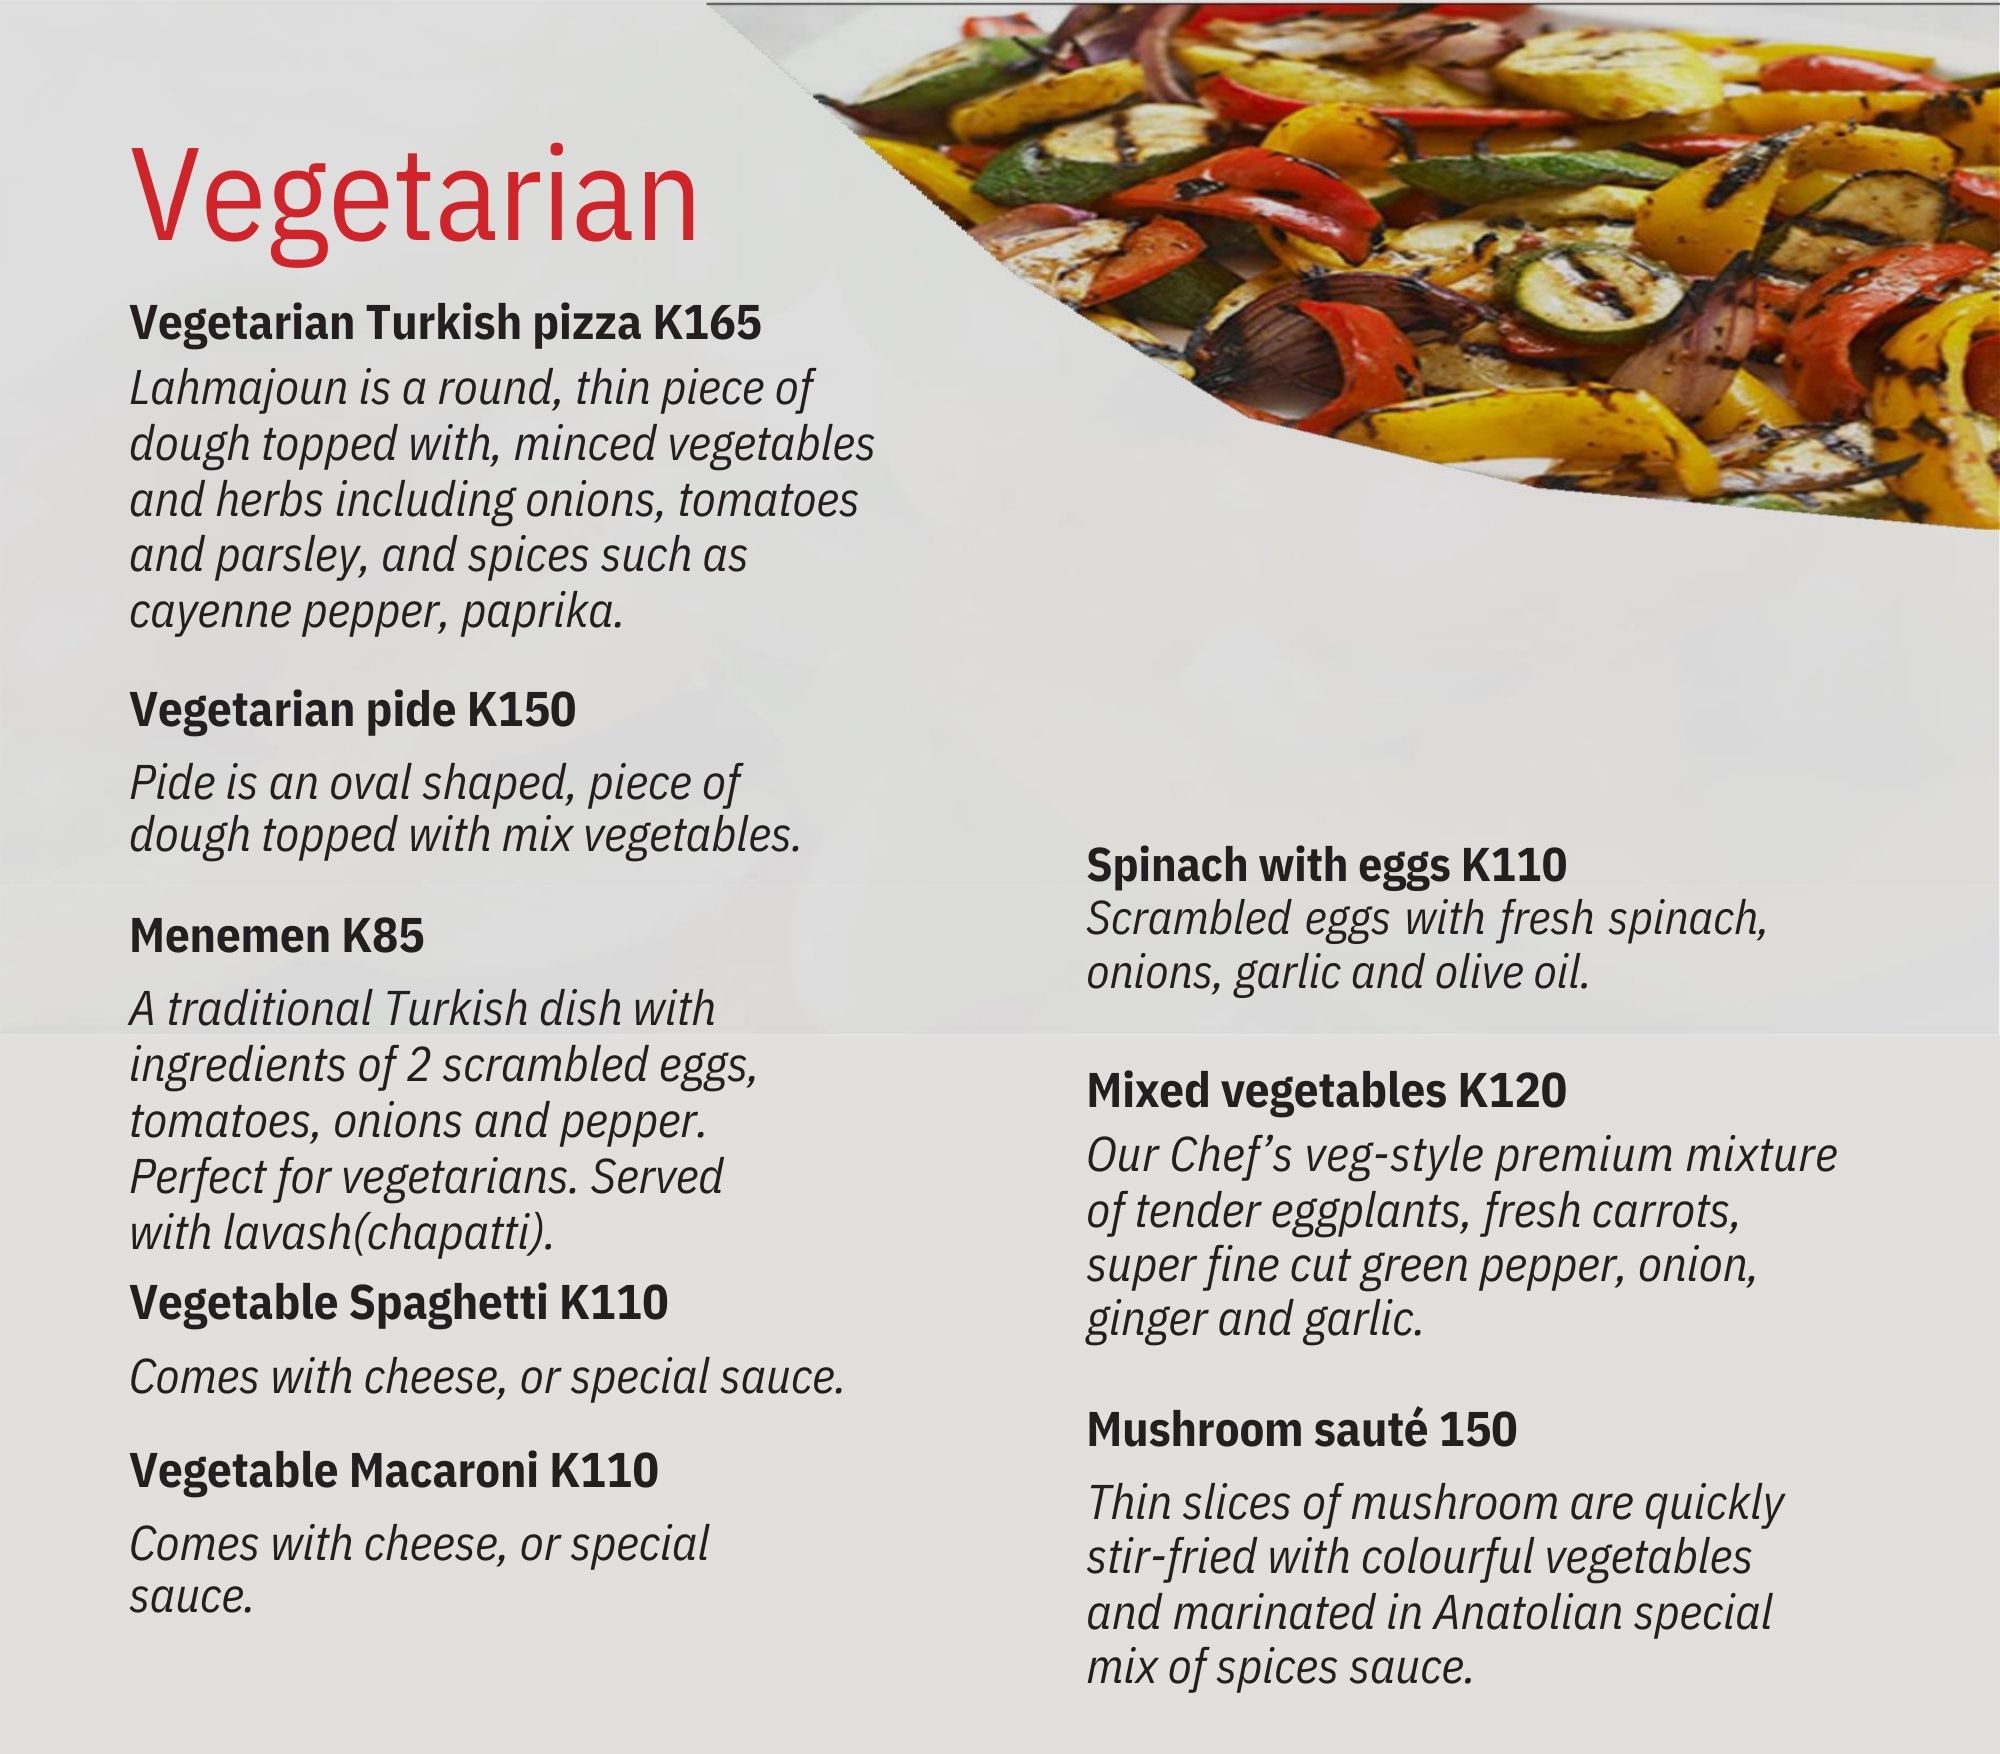 Vegetarian
Vegetarian Turkish pizza K165
Lahmajoun is a round, thin piece of
dough topped with, minced vegetables
and herbs including onions, tomatoes
and parsley, and spices such as
cayenne pepper, paprika.
Vegetarian pide K150
Pide is an oval shaped, piece of
dough topped with mix vegetables.
Menemen K85
A traditional Turkish dish with
ingredients of 2 scrambled eggs,
tomatoes, onions and pepper.
Perfect for vegetarians. Served
with lavash(chapatti).
Vegetable Spaghetti K110
Comes with cheese, or special sauce.
Vegetable Macaroni K110
Comes with cheese, or special
sauce.
Spinach with eggs K110
Scrambled eggs with fresh spinach,
onions, garlic and olive oil.
Mixed vegetables K120
Our Chef’s veg-style premium mixture
of tender eggplants, fresh carrots,
super fine cut green pepper, onion,
ginger and garlic.
Mushroom sauté 150
Thin slices of mushroom are quickly
stir-fried with colourful vegetables
and marinated in Anatolian special
mix of spices sauce.